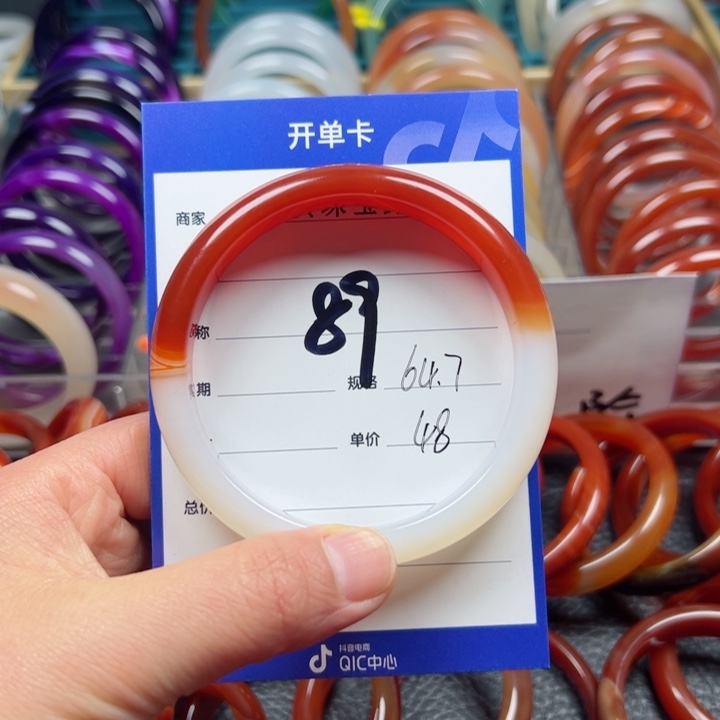 开单卡
商家
89
称
期
规格 64.7
单价 48
总价
抖音电商
QIC中心